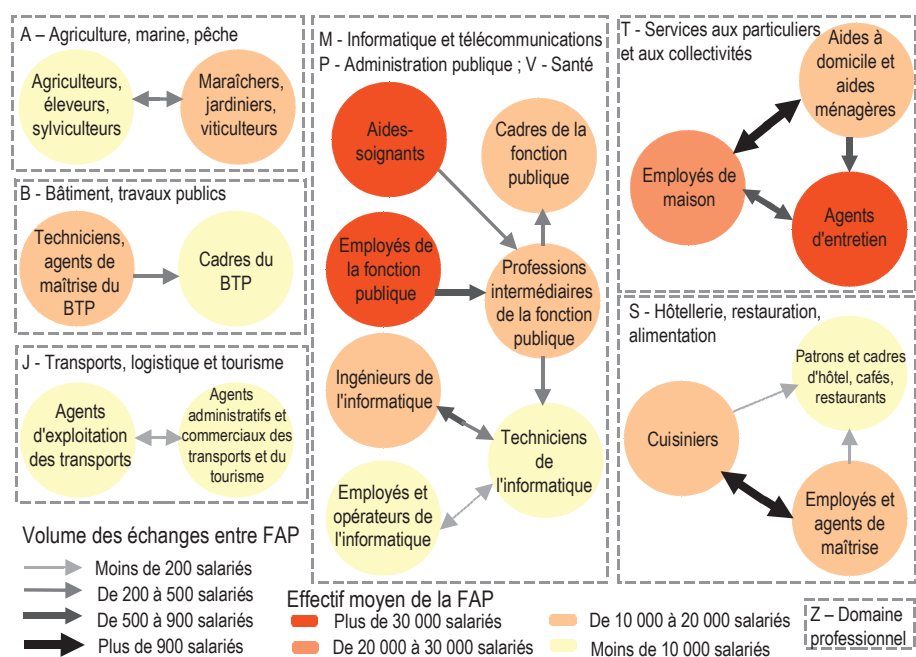 A – Agriculture, marine, pêche
Agriculteurs,
éleveurs,
sylviculteurs
Maraîchers,
jardiniers,
viticulteurs
B - Bâtiment, travaux publics
Techniciens,
agents de
maîtrise du
BTP
Cadres du
BTP
J - Transports, logistique et tourisme
Agents
d'exploitation
des transports
Agents
administratifs et
commerciaux des
transports et du
tourisme
M - Informatique et télécommunications
P - Administration publique ; V - Santé
Aides-
soignants
Cadres de la
fonction
publique
Employés de
la fonction
publique
Professions
intermédiaires
de la fonction
publique
Ingénieurs de
l'informatique
Techniciens
de
l'informatique
Employés et
opérateurs de
l'informatique
T - Services aux particuliers
et aux collectivités
Aides à
domicile et
aides
ménagères
Employés de
maison
Agents
d'entretien
S - Hôtellerie, restauration,
alimentation
Patrons et cadres
d'hôtel, cafés,
restaurants
Cuisiniers
Employés et
agents de
maîtrise
Volume des échanges entre FAP
Moins de 200 salariés
De 200 à 500 salariés
De 500 à 900 salariés
Plus de 900 salariés
Effectif moyen de la FAP
Plus de 30 000 salariés
De 20 000 à 30 000 salariés
De 10 000 à 20 000 salariés
Moins de 10 000 salariés
Z – Domaine
professionnel